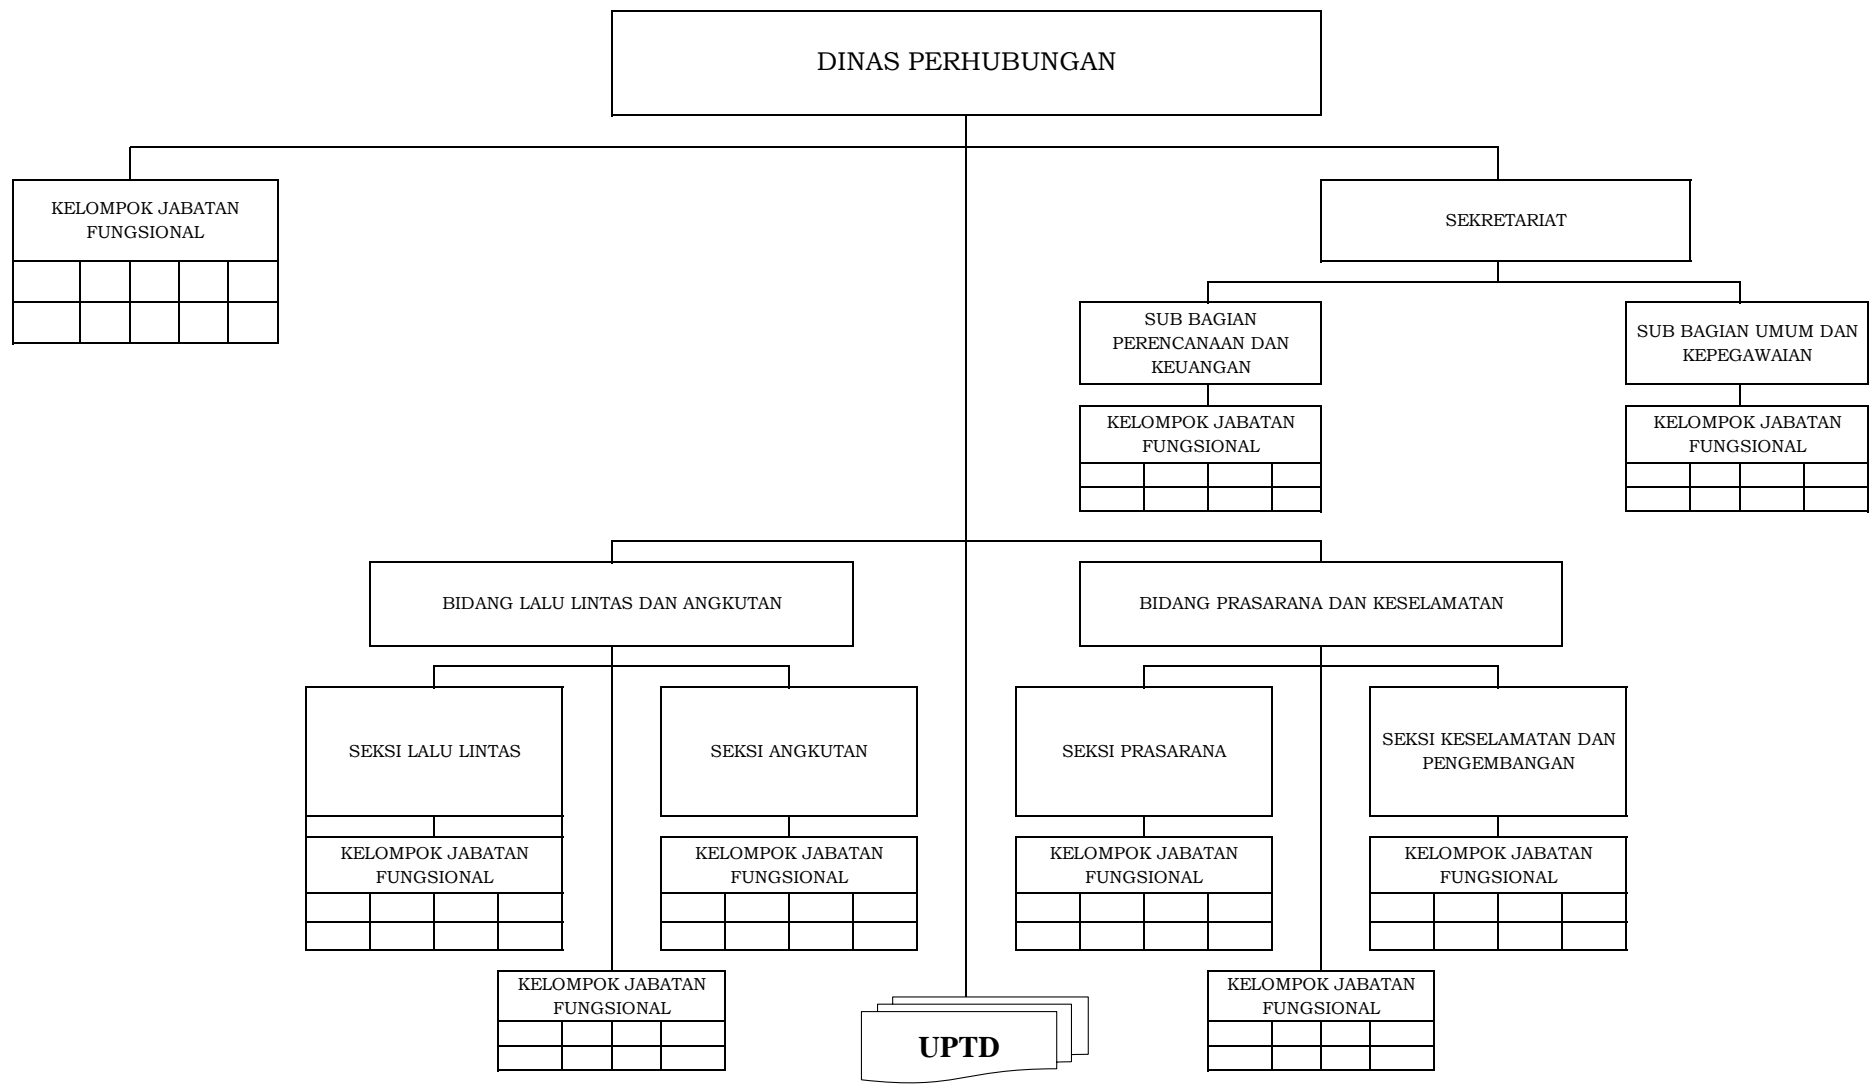 DINAS PERHUBUNGAN
KELOMPOK JABATAN
FUNGSIONAL
SEKRETARIAT
SUB BAGIAN
PERENCANAAN DAN
KEUANGAN
SUB BAGIAN UMUM DAN
KEPEGAWAIAN
KELOMPOK JABATAN
FUNGSIONAL
KELOMPOK JABATAN
FUNGSIONAL
BIDANG LALU LINTAS DAN ANGKUTAN
BIDANG PRASARANA DAN KESELAMATAN
SEKSI LALU LINTAS
SEKSI ANGKUTAN
SEKSI PRASARANA
SEKSI KESELAMATAN DAN
PENGEMBANGAN
KELOMPOK JABATAN
FUNGSIONAL
KELOMPOK JABATAN
FUNGSIONAL
KELOMPOK JABATAN
FUNGSIONAL
KELOMPOK JABATAN
FUNGSIONAL
KELOMPOK JABATAN
FUNGSIONAL
UPTD
KELOMPOK JABATAN
FUNGSIONAL